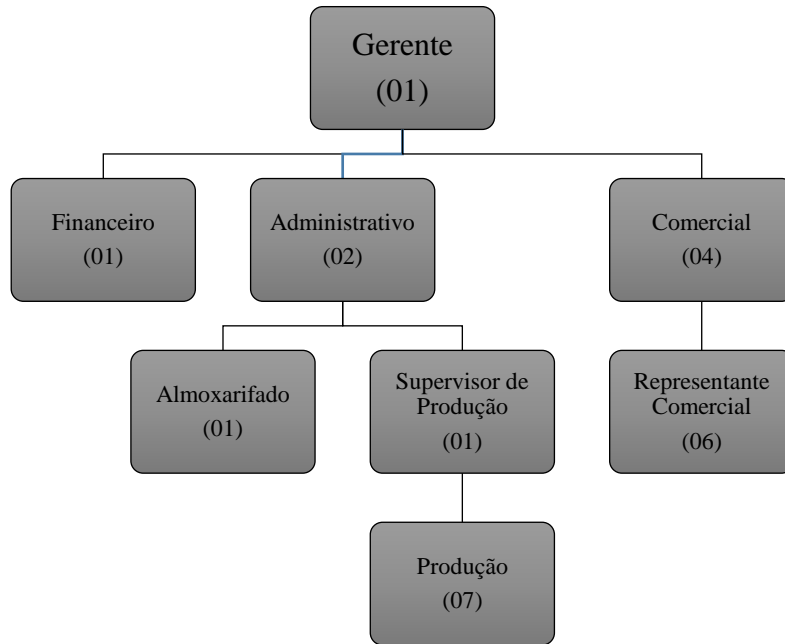 Gerente
(01)
Financeiro
(01)
Administrativo
(02)
Comercial
(04)
Almoxarifado
(01)
Supervisor de
Produção
(01)
Representante
Comercial
(06)
Produção
(07)